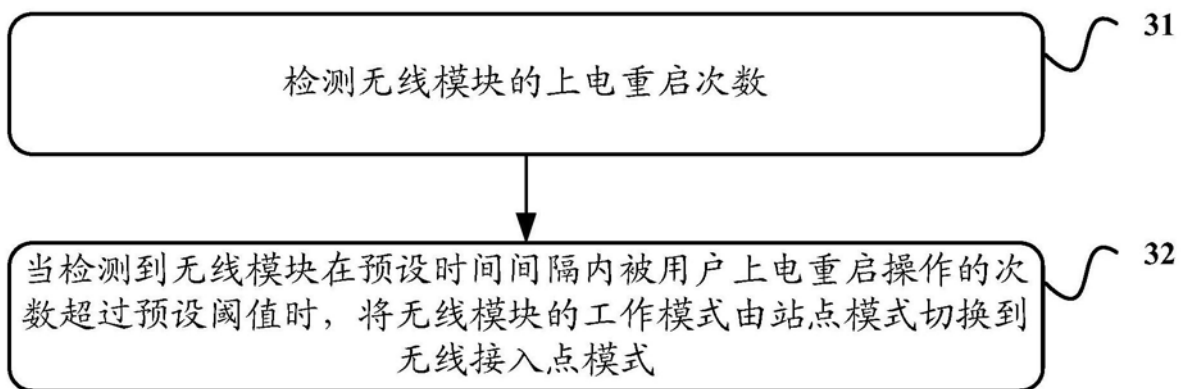 31
检测无线模块的上电重启次数
32
当检测到无线模块在预设时间间隔内被用户上电重启操作的次
数超过预设阈值时，将无线模块的工作模式由站点模式切换到
无线接入点模式